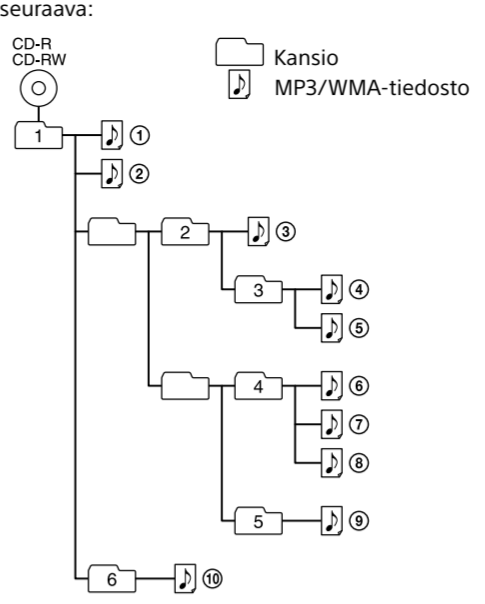 seuraava:
CD-R
CD-RW
Kansio
MP3/WMA-tiedosto
1 ①
②
2 ③
3 ④
⑤
4 ⑥
⑦
⑧
5 ⑨
6 ⑩